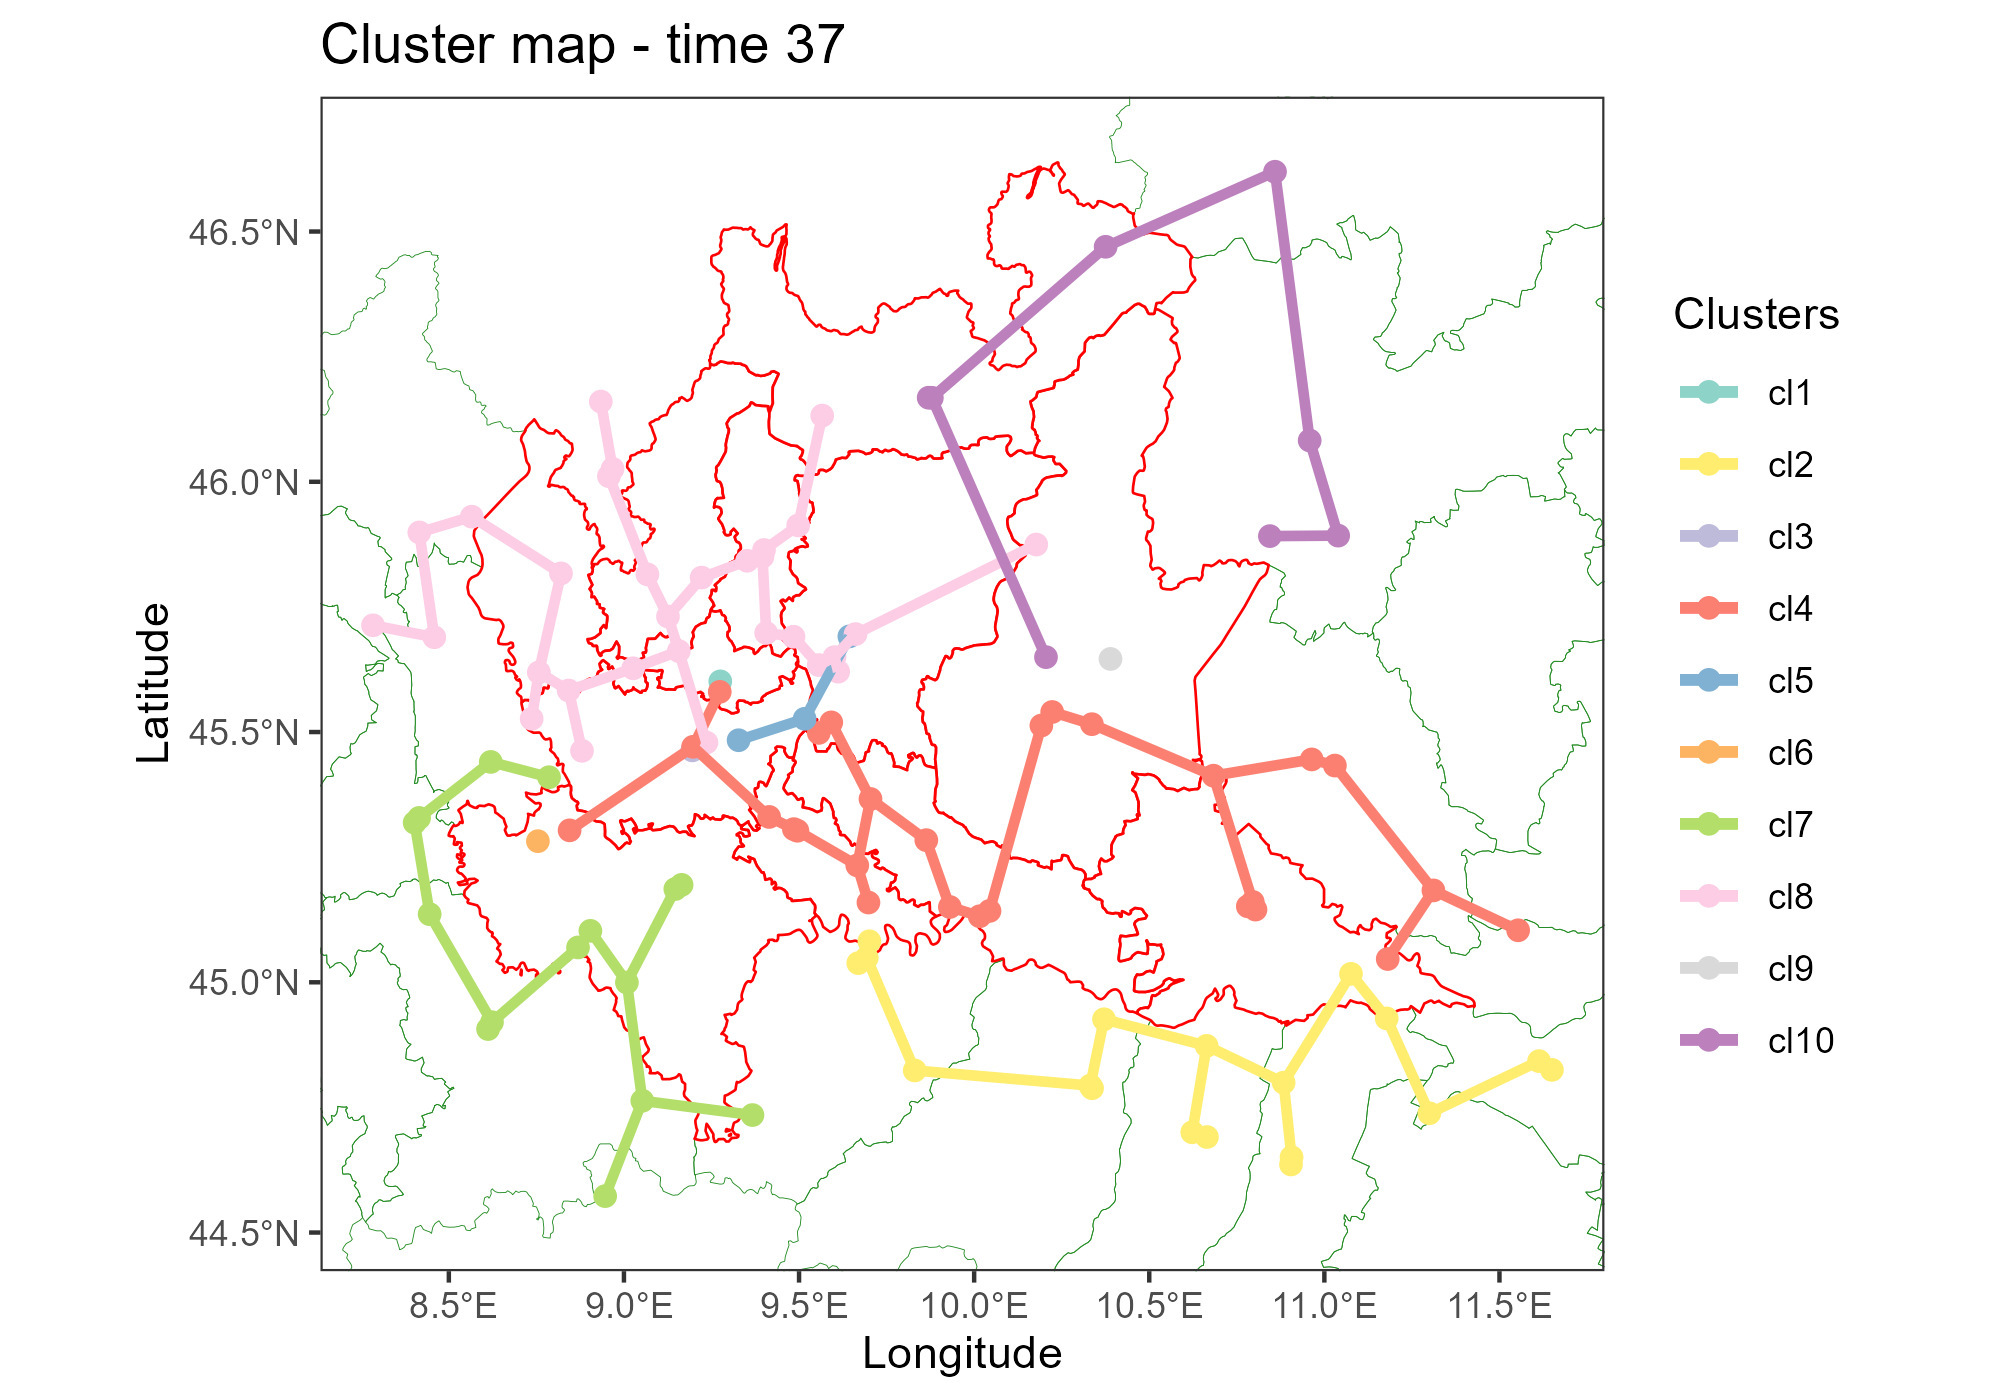 Cluster map - time 37
46.5°N
46.0°N
45.5°N
45.0°N
44.5°N
Latitude
8.5°E
9.0°E
9.5°E
10.0°E
10.5°E
11.0°E
11.5°E
Longitude
Clusters
cl1
cl2
cl3
cl4
cl5
cl6
cl7
cl8
cl9
cl10